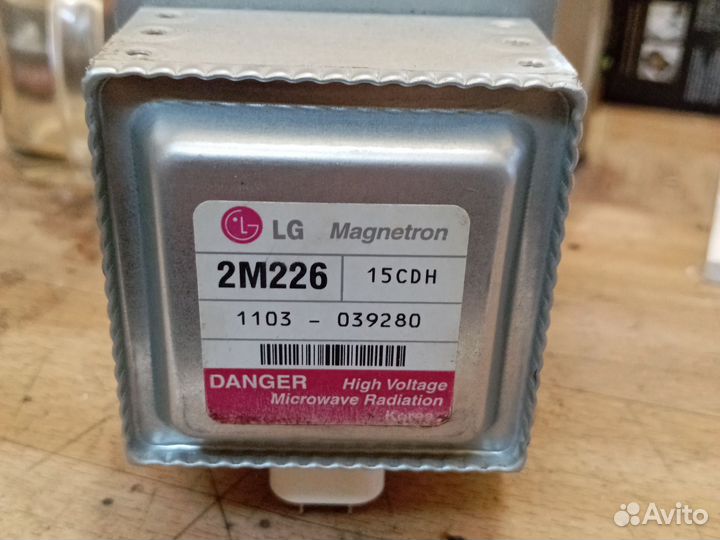 LG Magnetron
2M226 15CDH
1103 - 039280
DANGER High Voltage
Microwave Radiation
Korea
Avito